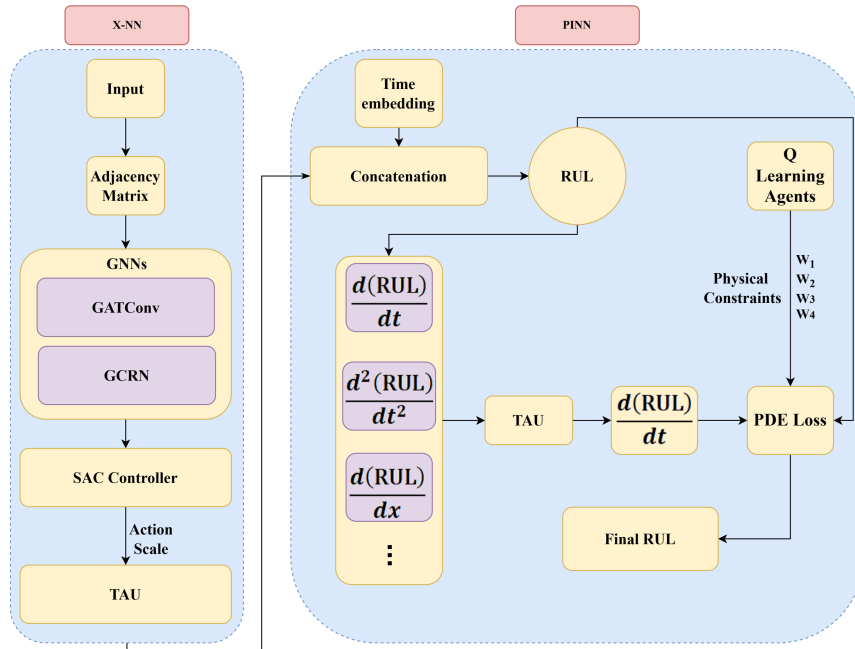 X-NN
Input
Adjacency
Matrix
GNNs
GATConv
GCRN
SAC Controller
Action
Scale
TAU
PINN
Time
embedding
Concatenation
RUL
Q
Learning
Agents
Physical
Constraints
W₁
W₂
W₃
W₄
d(RUL)
dt
d²(RUL)
dt²
d(RUL)
dx
⋮
TAU
d(RUL)
dt
PDE Loss
Final RUL